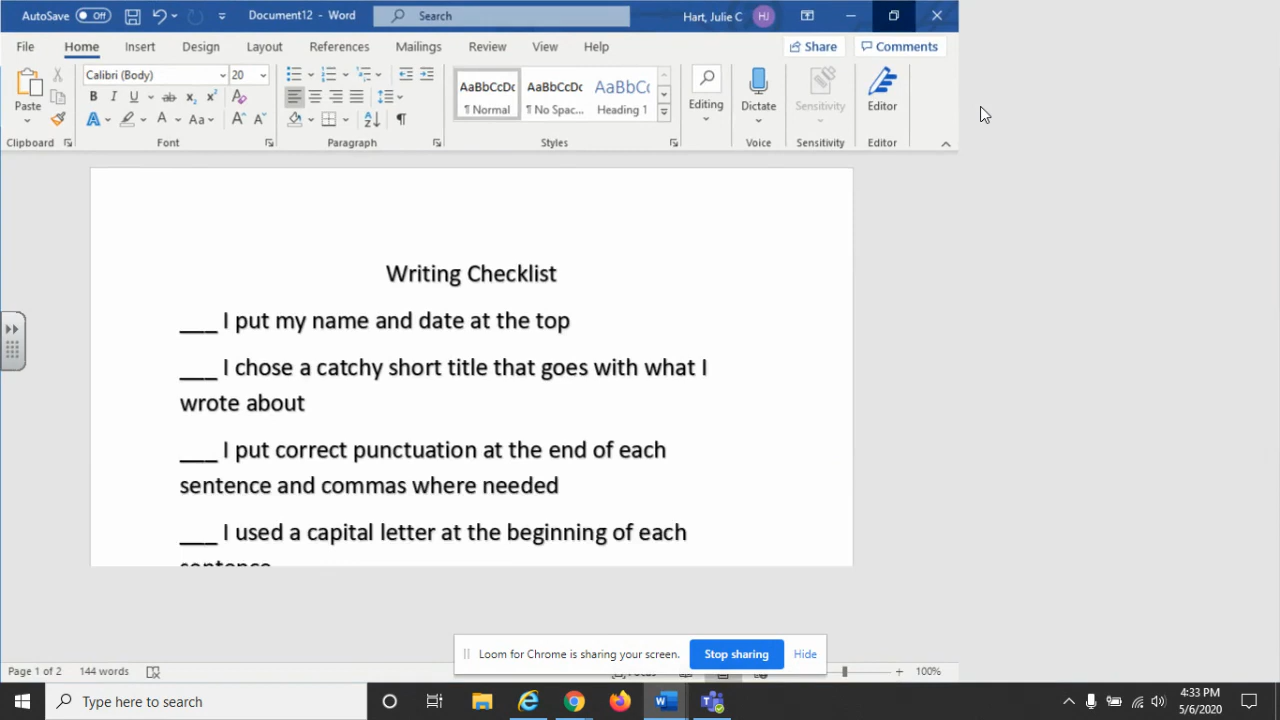 AutoSave Off Document12 - Word Search Hart, Julie C HJ
File Home Insert Design Layout References Mailings Review View Help Share Comments
Paste Calibri (Body) 20 AaBbCcDc AaBbCcDc AaBbCc Editing Dictate Sensitivity Editor
B I U ab x₂ x² ¶ Normal ¶ No Spac... Heading 1
A A Aa A A
Clipboard Font Paragraph Styles Voice Sensitivity Editor
Writing Checklist
___ I put my name and date at the top
___ I chose a catchy short title that goes with what I
wrote about
___ I put correct punctuation at the end of each
sentence and commas where needed
___ I used a capital letter at the beginning of each
sentence
Loom for Chrome is sharing your screen. Stop sharing Hide
Page 1 of 2 144 words 100%
Type here to search 4:33 PM
5/6/2020